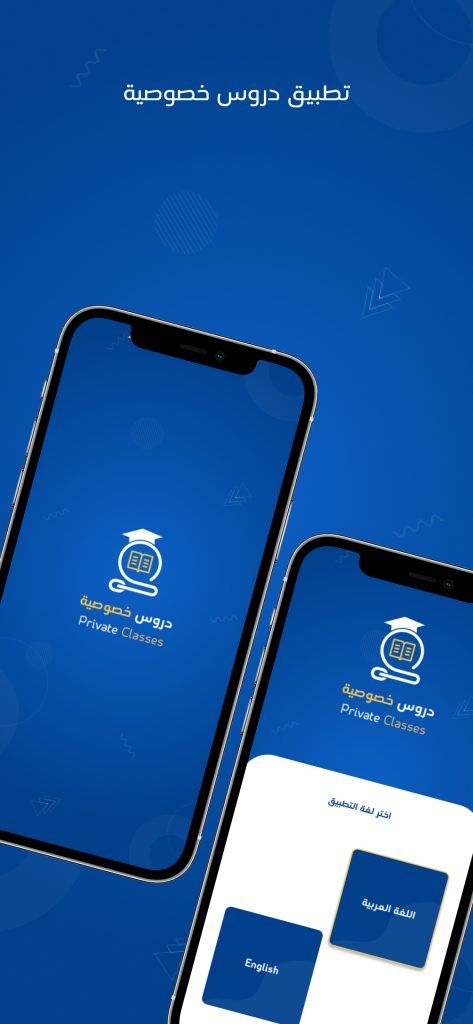 تطبيق دروس خصوصية
دروس خصوصية
Private Classes
دروس خصوصية
Private Classes
اختر لغة التطبيق
اللغة العربية
English